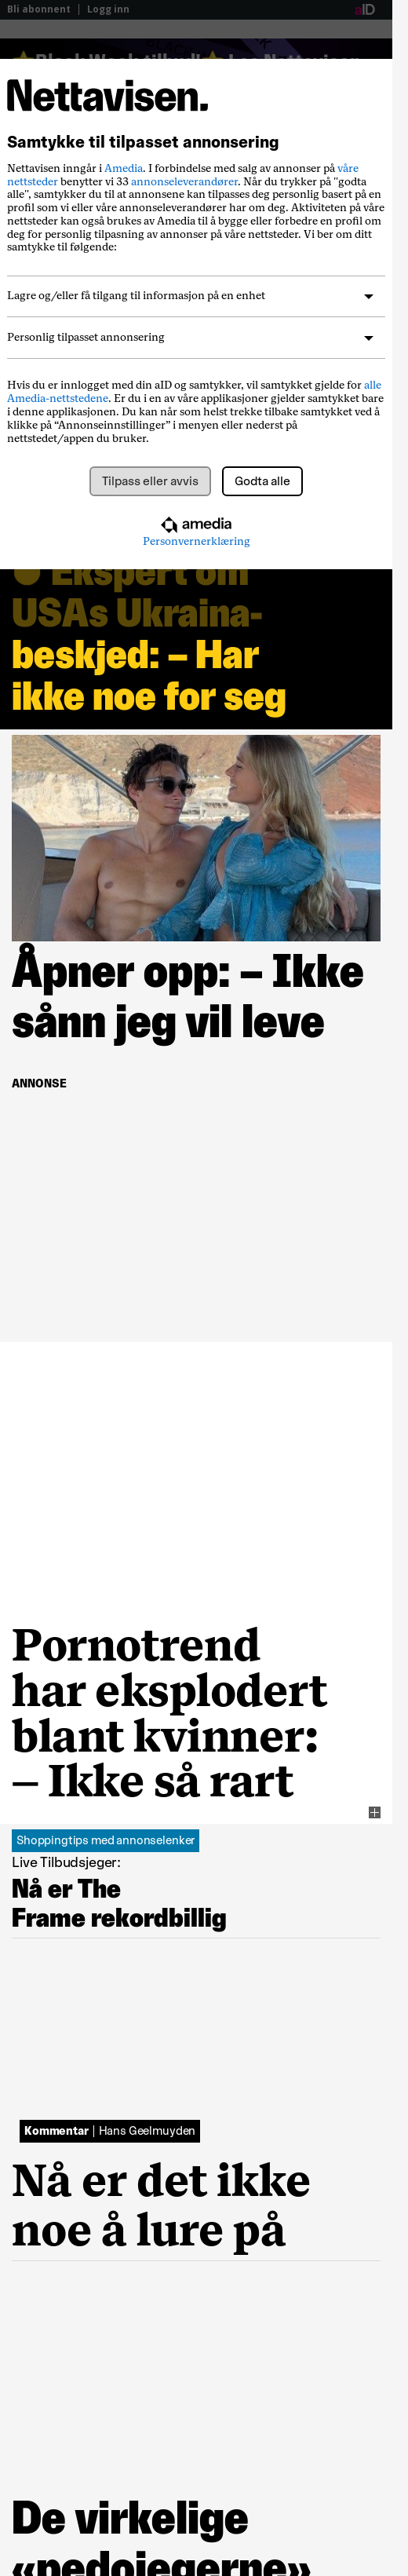 Bli abonnent | Logg inn
aID
Nettavisen.
Samtykke til tilpasset annonsering
Nettavisen inngår i Amedia. I forbindelse med salg av annonser på våre
nettsteder benytter vi 33 annonseleverandører. Når du trykker på "godta
alle", samtykker du til at annonsene kan tilpasses deg personlig basert på en
profil som vi eller våre annonseleverandører har om deg. Aktiviteten på våre
nettsteder kan også brukes av Amedia til å bygge eller forbedre en profil om
deg for personlig tilpasning av annonser på våre nettsteder. Vi ber om ditt
samtykke til følgende:
Lagre og/eller få tilgang til informasjon på en enhet
Personlig tilpasset annonsering
Hvis du er innlogget med din aID og samtykker, vil samtykket gjelde for alle
Amedia-nettstedene. Er du i en av våre applikasjoner gjelder samtykket bare
i denne applikasjonen. Du kan når som helst trekke tilbake samtykket ved å
klikke på “Annonseinnstillinger” i menyen eller nederst på
nettstedet/appen du bruker.
Tilpass eller avvis
Godta alle
amedia
Personvernerklæring
Ekspert om
USAs Ukraina-
beskjed: – Har
ikke noe for seg
Åpner opp: – Ikke
sånn jeg vil leve
ANNONSE
Pornotrend
har eksplodert
blant kvinner:
– Ikke så rart
Shoppingtips med annonselenker
Live Tilbudsjeger:
Nå er The
Frame rekordbillig
Kommentar | Hans Geelmuyden
Nå er det ikke
noe å lure på
De virkelige
«pedojegerne»